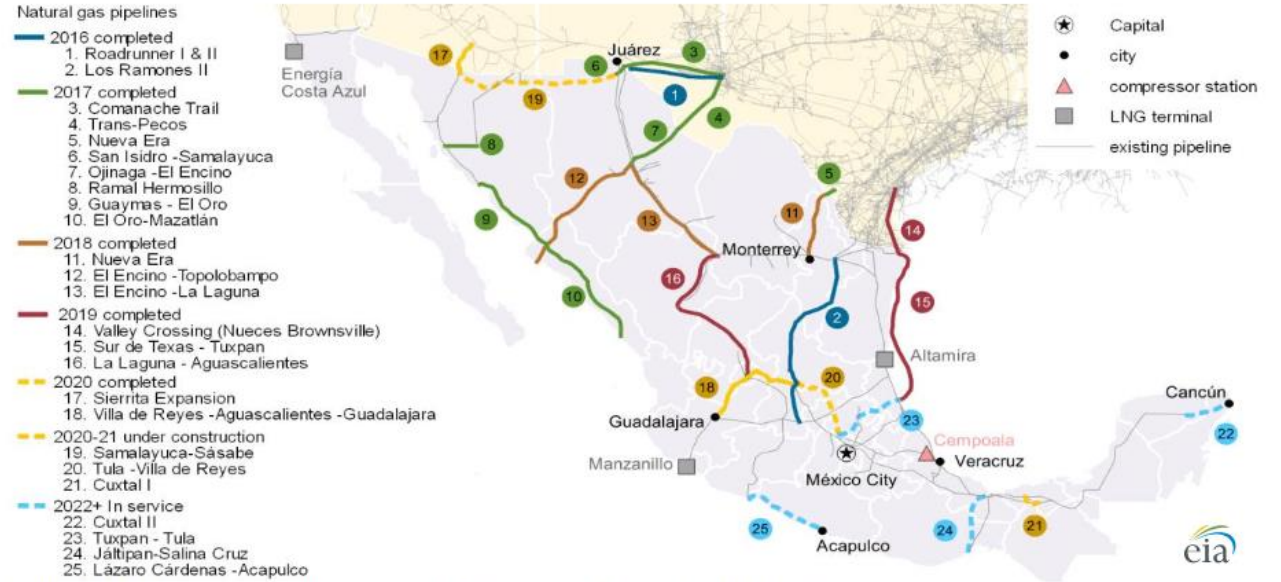 Natural gas pipelines
2016 completed
1. Roadrunner I & II
2. Los Ramones II
2017 completed
3. Comanache Trail
4. Trans-Pecos
5. Nueva Era
6. San Isidro -Samalayuca
7. Ojinaga -El Encino
8. Ramal Hermosillo
9. Guaymas - El Oro
10. El Oro-Mazatlán
2018 completed
11. Nueva Era
12. El Encino -Topolobampo
13. El Encino -La Laguna
2019 completed
14. Valley Crossing (Nueces Brownsville)
15. Sur de Texas - Tuxpan
16. La Laguna - Aguascalientes
2020 completed
17. Sierrita Expansion
18. Villa de Reyes -Aguascalientes -Guadalajara
2020-21 under construction
19. Samalayuca-Sásabe
20. Tula -Villa de Reyes
21. Cuxtal I
2022+ In service
22. Cuxtal II
23. Tuxpan - Tula
24. Jáltipan-Salina Cruz
25. Lázaro Cárdenas -Acapulco
Energía
Costa Azul
17
Juárez
6
3
19
1
4
7
8
12
9
13
10
5
11
Monterrey
14
16
15
2
Altamira
18
20
Guadalajara
23
Cancún
22
Manzanillo
Cempoala
Veracruz
México City
25
Acapulco
24
21
Capital
city
compressor station
LNG terminal
existing pipeline
eia